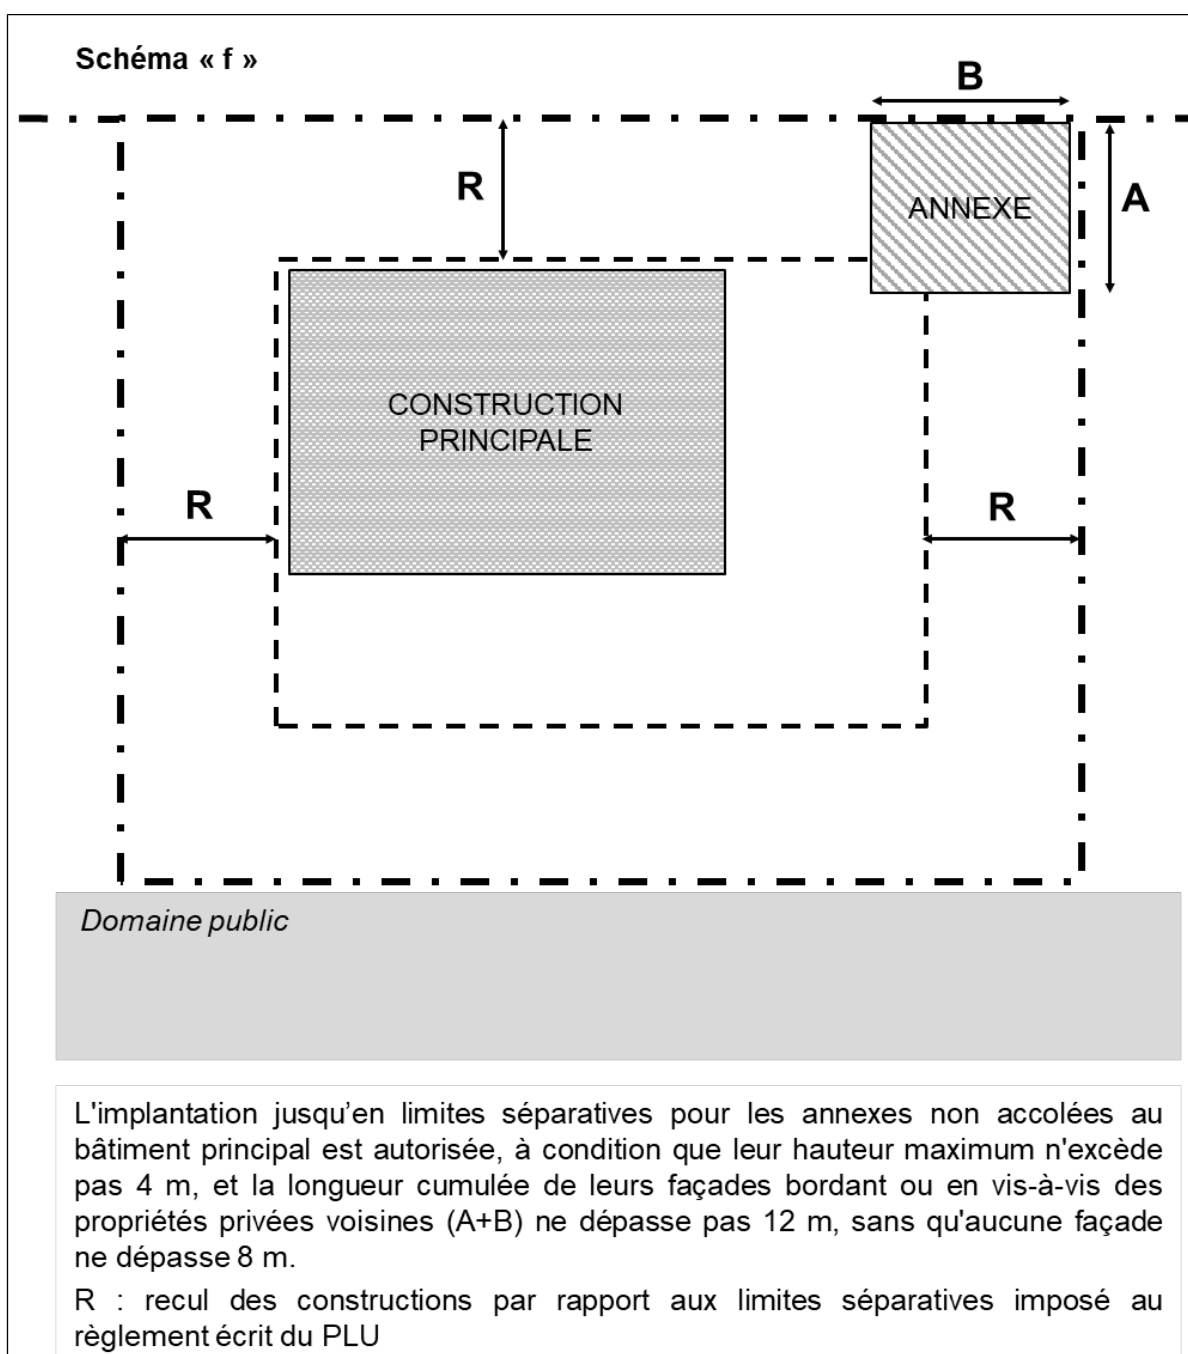 Schéma « f »
B
R
A
ANNEXE
CONSTRUCTION
PRINCIPALE
R
R
Domaine public
L'implantation jusqu’en limites séparatives pour les annexes non accolées au
bâtiment principal est autorisée, à condition que leur hauteur maximum n'excède
pas 4 m, et la longueur cumulée de leurs façades bordant ou en vis-à-vis des
propriétés privées voisines (A+B) ne dépasse pas 12 m, sans qu'aucune façade
ne dépasse 8 m.
R : recul des constructions par rapport aux limites séparatives imposé au
règlement écrit du PLU